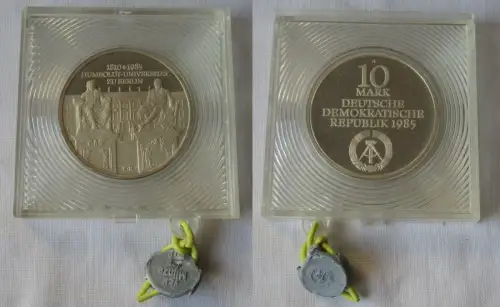 1810 • 1985
HUMBOLDT-UNIVERSITÄT
ZU BERLIN
10
MARK
DEUTSCHE
DEMOKRATISCHE
REPUBLIK 1985